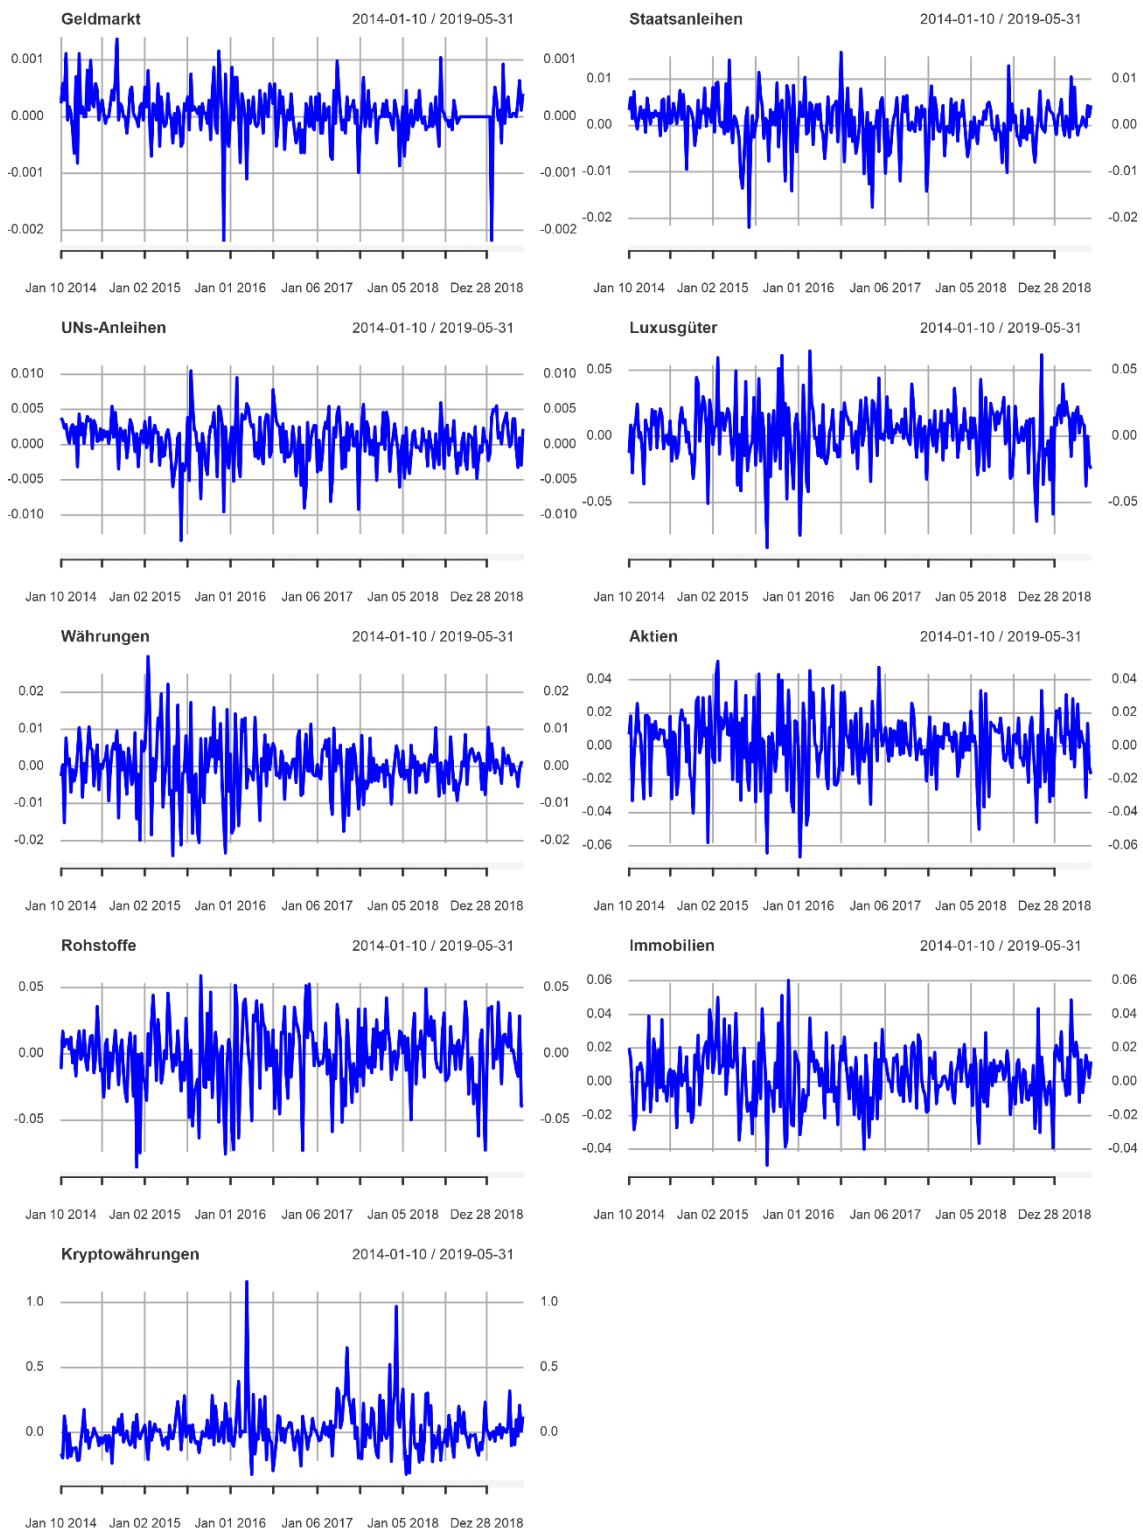 Geldmarkt 2014-01-10 / 2019-05-31
0.001 0.001
0.000 0.000
-0.001 -0.001
-0.002 -0.002
Jan 10 2014 Jan 02 2015 Jan 01 2016 Jan 06 2017 Jan 05 2018 Dez 28 2018
Staatsanleihen 2014-01-10 / 2019-05-31
0.01 0.01
0.00 0.00
-0.01 -0.01
-0.02 -0.02
Jan 10 2014 Jan 02 2015 Jan 01 2016 Jan 06 2017 Jan 05 2018 Dez 28 2018
UNs-Anleihen 2014-01-10 / 2019-05-31
0.010 0.010
0.005 0.005
0.000 0.000
-0.005 -0.005
-0.010 -0.010
Jan 10 2014 Jan 02 2015 Jan 01 2016 Jan 06 2017 Jan 05 2018 Dez 28 2018
Luxusgüter 2014-01-10 / 2019-05-31
0.05 0.05
0.00 0.00
-0.05 -0.05
Jan 10 2014 Jan 02 2015 Jan 01 2016 Jan 06 2017 Jan 05 2018 Dez 28 2018
Währungen 2014-01-10 / 2019-05-31
0.02 0.02
0.01 0.01
0.00 0.00
-0.01 -0.01
-0.02 -0.02
Jan 10 2014 Jan 02 2015 Jan 01 2016 Jan 06 2017 Jan 05 2018 Dez 28 2018
Aktien 2014-01-10 / 2019-05-31
0.04 0.04
0.02 0.02
0.00 0.00
-0.02 -0.02
-0.04 -0.04
-0.06 -0.06
Jan 10 2014 Jan 02 2015 Jan 01 2016 Jan 06 2017 Jan 05 2018 Dez 28 2018
Rohstoffe 2014-01-10 / 2019-05-31
0.05 0.05
0.00 0.00
-0.05 -0.05
Jan 10 2014 Jan 02 2015 Jan 01 2016 Jan 06 2017 Jan 05 2018 Dez 28 2018
Immobilien 2014-01-10 / 2019-05-31
0.06 0.06
0.04 0.04
0.02 0.02
0.00 0.00
-0.02 -0.02
-0.04 -0.04
Jan 10 2014 Jan 02 2015 Jan 01 2016 Jan 06 2017 Jan 05 2018 Dez 28 2018
Kryptowährungen 2014-01-10 / 2019-05-31
1.0 1.0
0.5 0.5
0.0 0.0
Jan 10 2014 Jan 02 2015 Jan 01 2016 Jan 06 2017 Jan 05 2018 Dez 28 2018